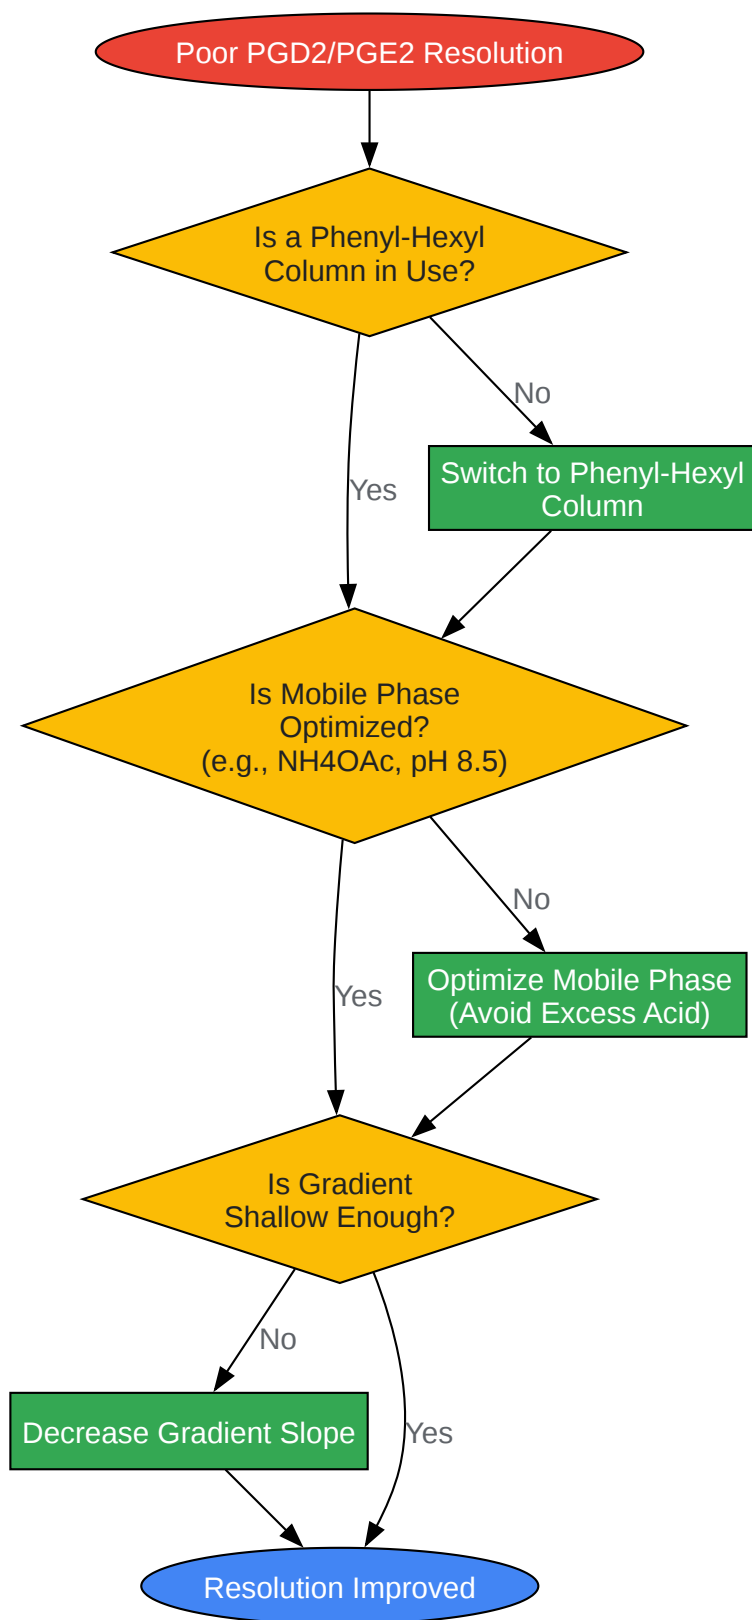 Poor PGD2/PGE2 Resolution
Is a Phenyl-Hexyl
Column in Use?
No
Switch to Phenyl-Hexyl
Column
Yes
Is Mobile Phase
Optimized?
(e.g., NH4OAc, pH 8.5)
No
Optimize Mobile Phase
(Avoid Excess Acid)
Yes
Is Gradient
Shallow Enough?
No
Decrease Gradient Slope
Yes
Resolution Improved